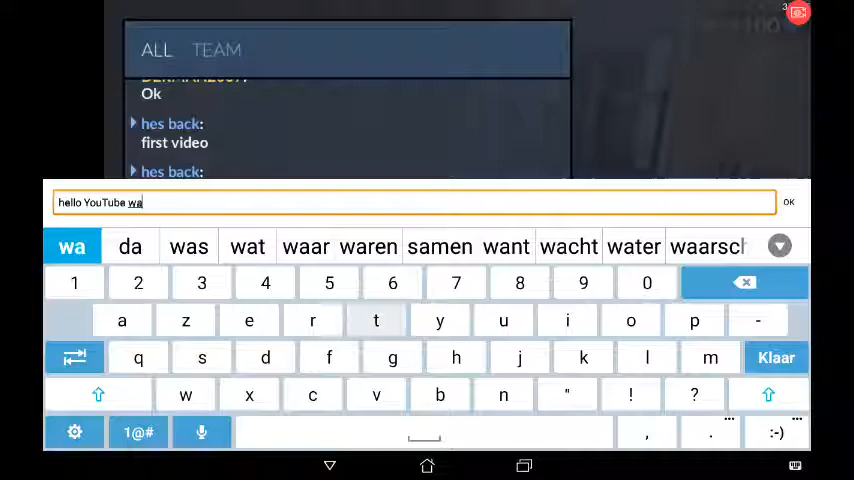 ALL TEAM
Ok
hes back:
first video
hes back:
hello YouTube wa OK
wa da was wat waar waren samen want wacht water waarsch
1 2 3 4 5 6 7 8 9 0
a z e r t y u i o p -
q s d f g h j k l m Klaar
w x c v b n " ! ?
1@# , . :-)